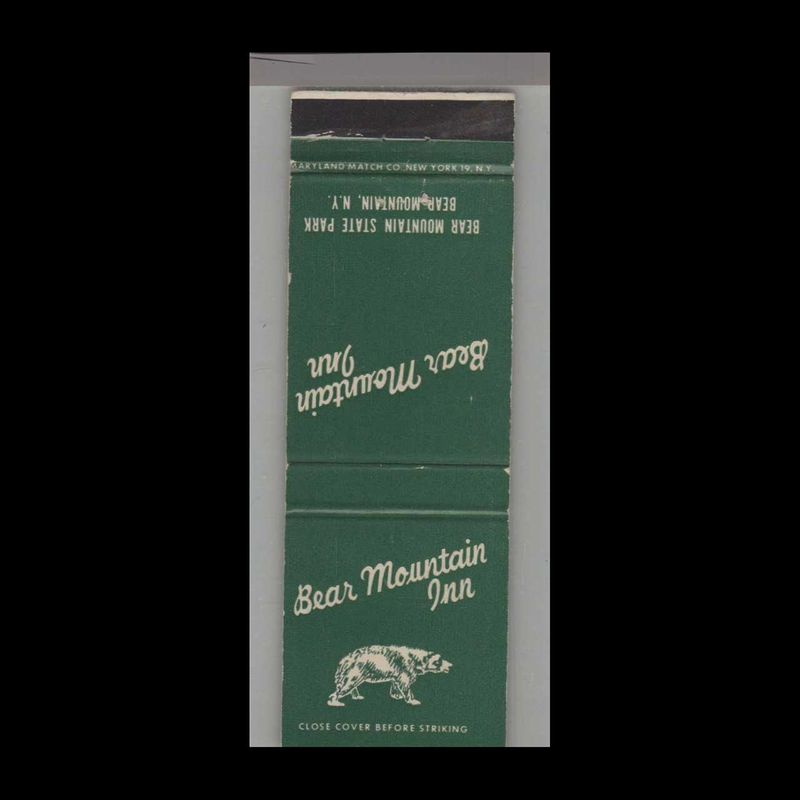 MARYLAND MATCH CO. NEW YORK 19, N.Y.
BEAR MOUNTAIN STATE PARK
BEAR MOUNTAIN, N.Y.
Bear Mountain
Inn
Bear Mountain
Inn
CLOSE COVER BEFORE STRIKING